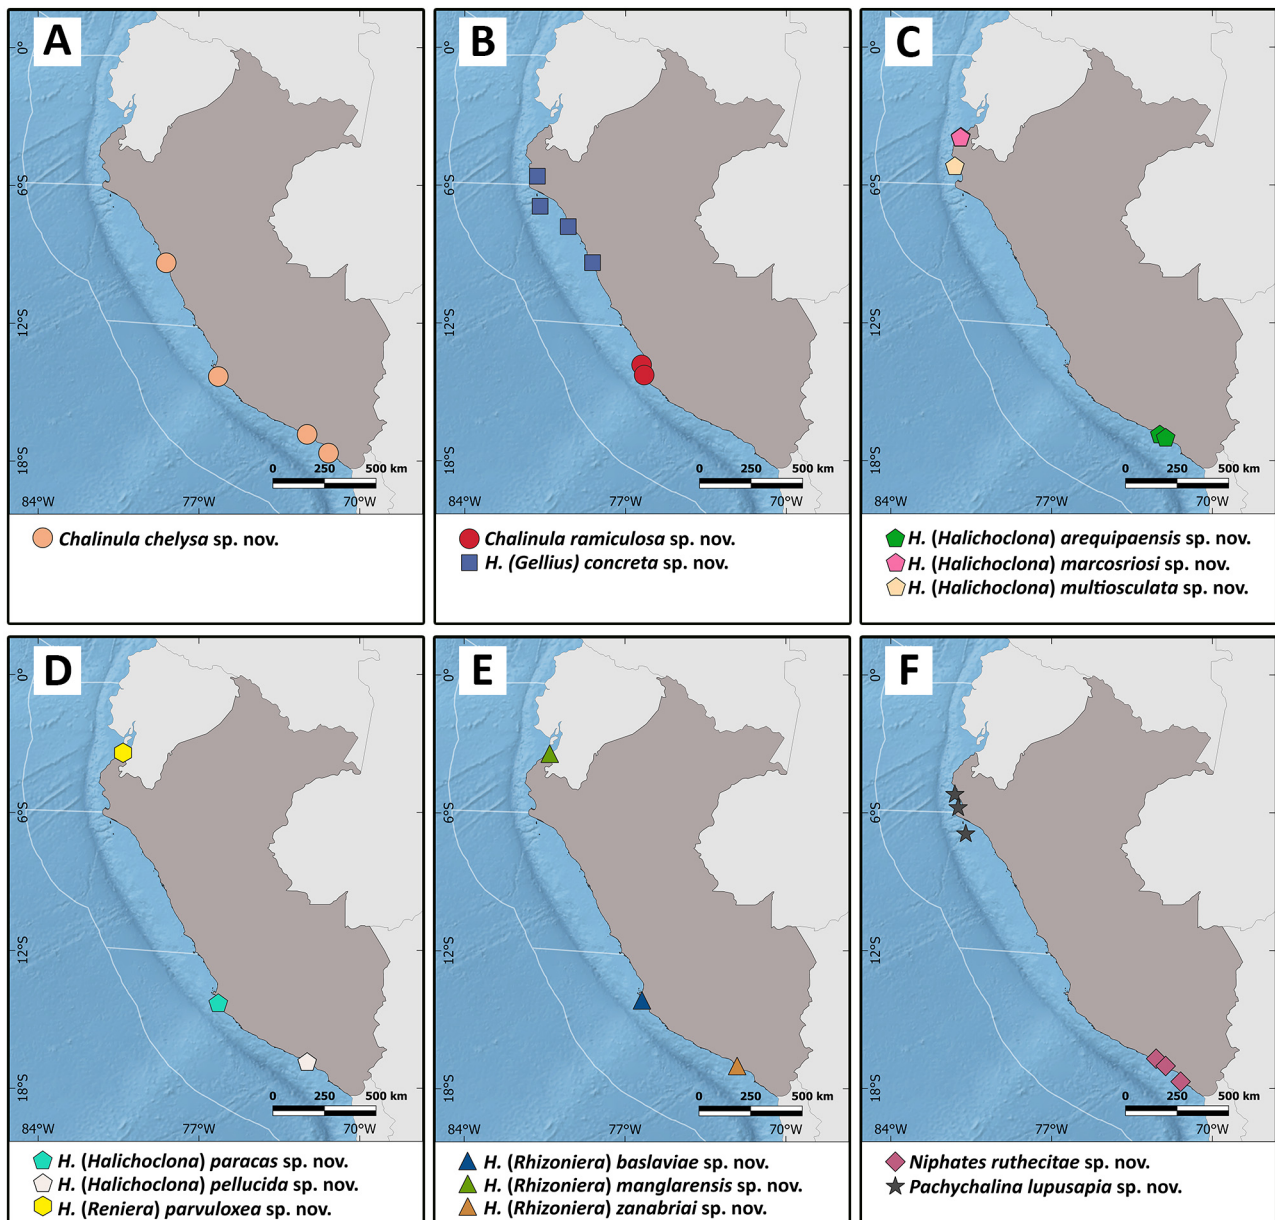 A
0°
6°S
12°S
18°S
0 250 500 km
84°W 77°W 70°W
Chalinula chelysa sp. nov.
B
0°
6°S
12°S
18°S
0 250 500 km
84°W 77°W 70°W
Chalinula ramiculosa sp. nov.
H. (Gellius) concreta sp. nov.
C
0°
6°S
12°S
18°S
0 250 500 km
84°W 77°W 70°W
H. (Halichoclona) arequipaensis sp. nov.
H. (Halichoclona) marcosriosi sp. nov.
H. (Halichoclona) multiosculata sp. nov.
D
0°
6°S
12°S
18°S
0 250 500 km
84°W 77°W 70°W
H. (Halichoclona) paracas sp. nov.
H. (Halichoclona) pellucida sp. nov.
H. (Reniera) parvuloxea sp. nov.
E
0°
6°S
12°S
18°S
0 250 500 km
84°W 77°W 70°W
H. (Rhizoniera) baslaviae sp. nov.
H. (Rhizoniera) manglarensis sp. nov.
H. (Rhizoniera) zanabriai sp. nov.
F
0°
6°S
12°S
18°S
0 250 500 km
84°W 77°W 70°W
Niphates ruthecitae sp. nov.
Pachychalina lupusapia sp. nov.